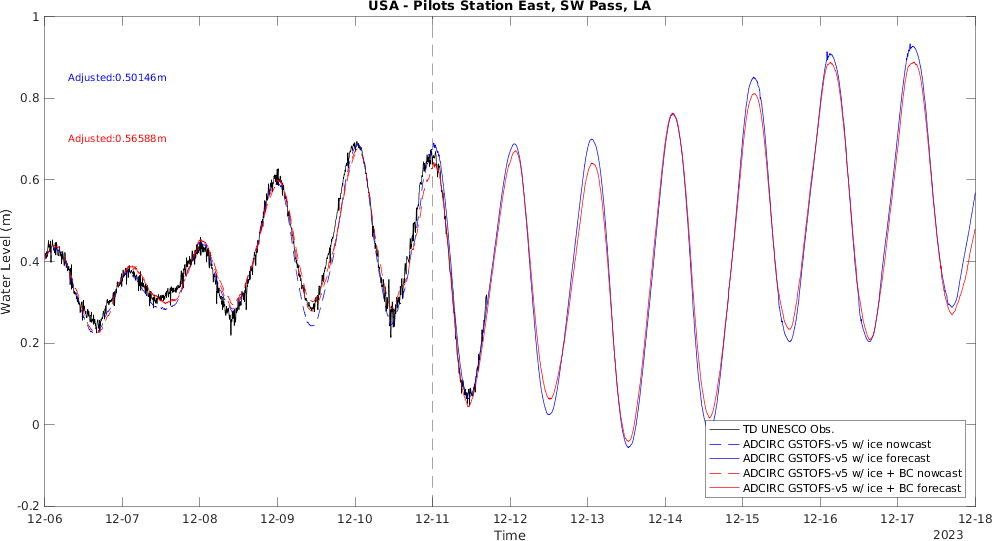 USA - Pilots Station East, SW Pass, LA
1
0.8
0.6
0.4
0.2
0
-0.2
Water Level (m)
Adjusted:0.50146m
Adjusted:0.56588m
TD UNESCO Obs.
ADCIRC GSTOFS-v5 w/ ice nowcast
ADCIRC GSTOFS-v5 w/ ice forecast
ADCIRC GSTOFS-v5 w/ ice + BC nowcast
ADCIRC GSTOFS-v5 w/ ice + BC forecast
12-06 12-07 12-08 12-09 12-10 12-11 12-12 12-13 12-14 12-15 12-16 12-17 12-18
Time
2023